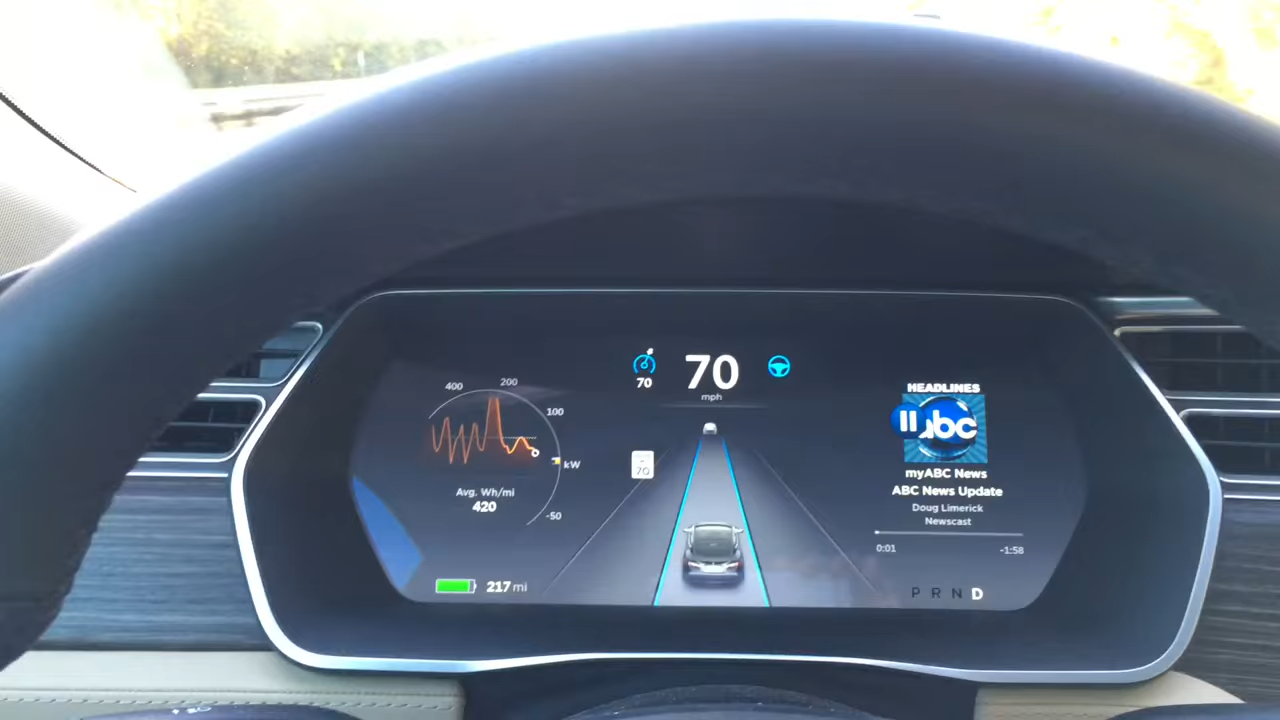 70
70
mph
400
200
100
kW
-50
Avg. Wh/mi
420
217 mi
70
HEADLINES
11 abc
myABC News
ABC News Update
Doug Limerick
Newscast
0:01
-1:58
P R N D